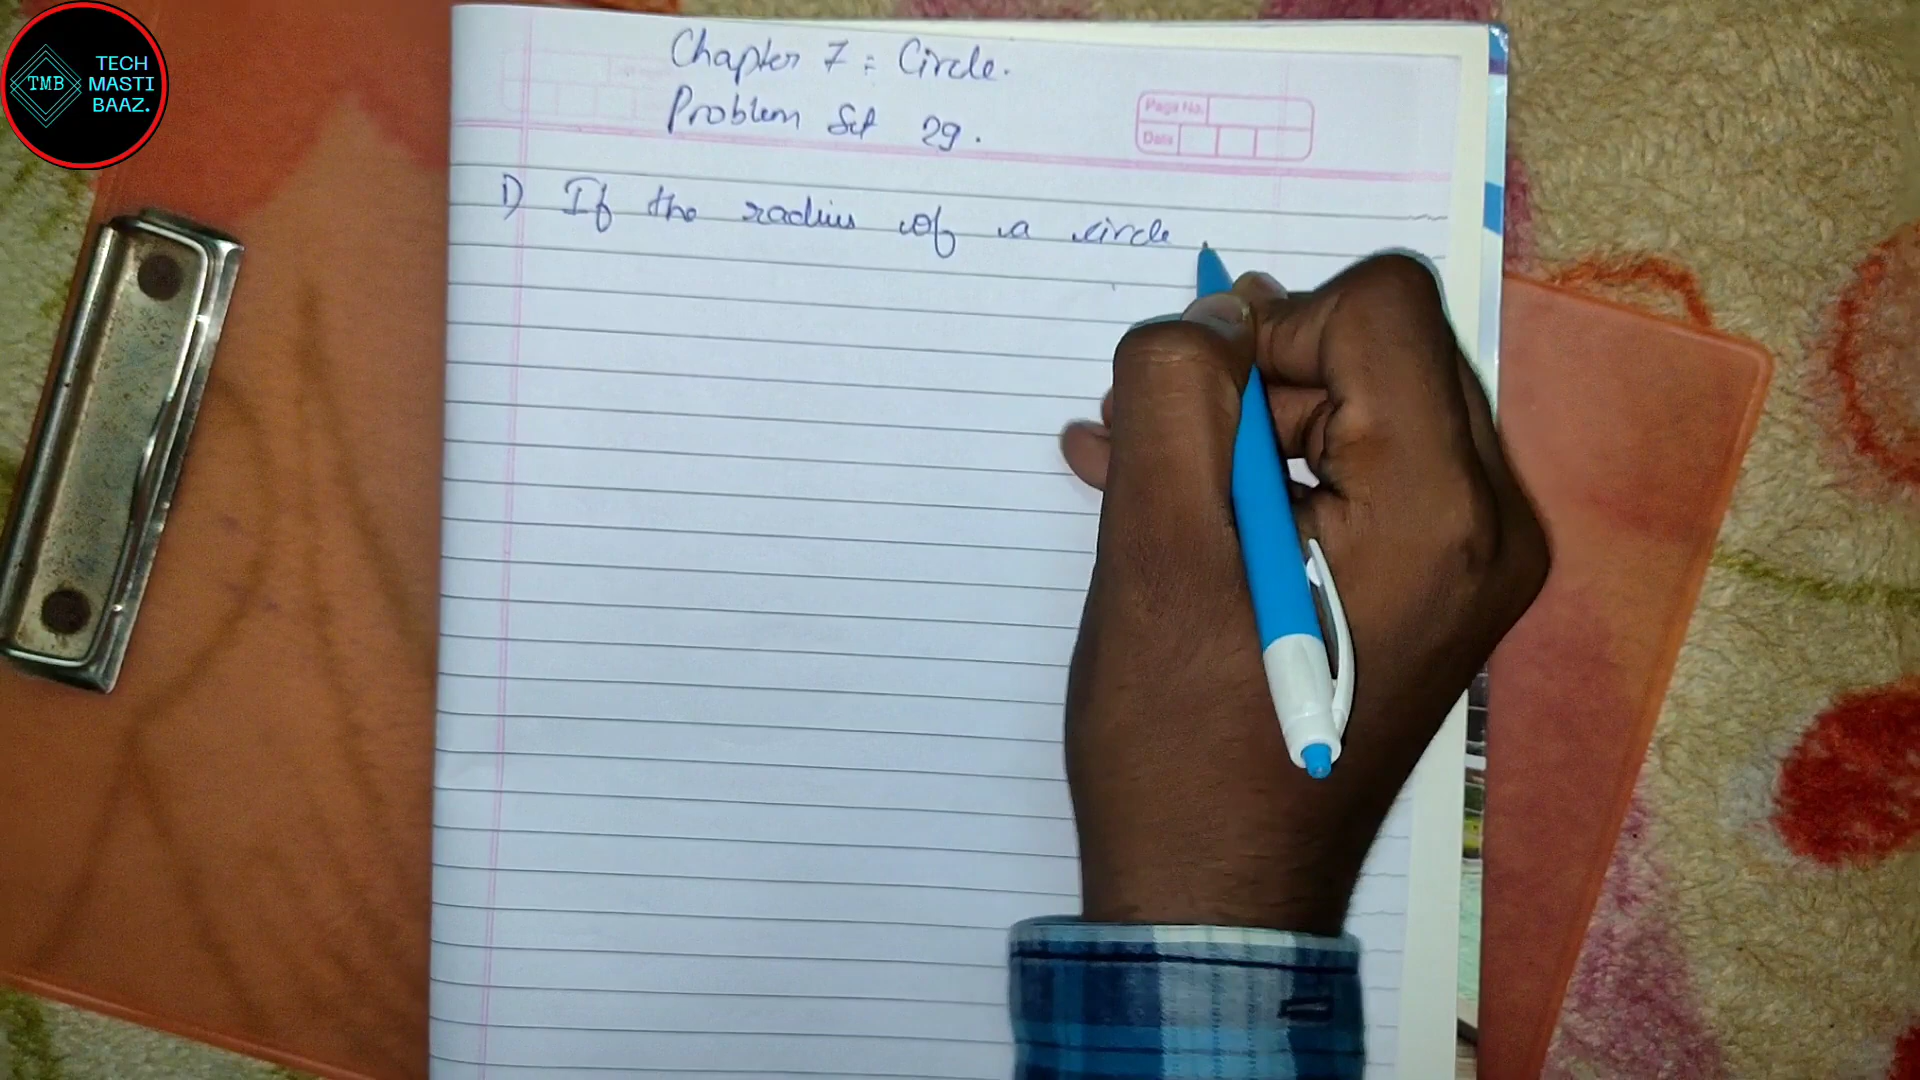 TMB
TECH
MASTI
BAAZ.
Chapter 7 : Circle.
Problem Set 29.
Page No.
Date
1) If the radius of a circle